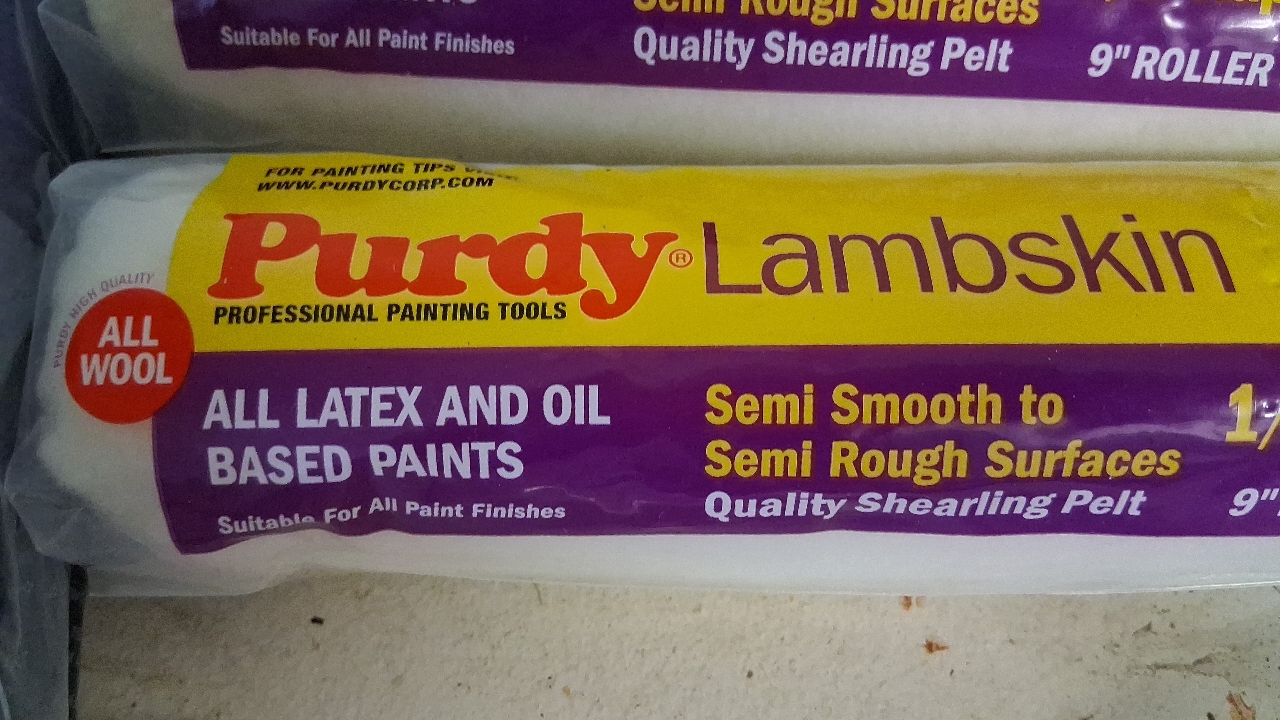 Suitable For All Paint Finishes
Semi Rough Surfaces
Quality Shearling Pelt
9" ROLLER
FOR PAINTING TIPS
WWW.PURDYCORP.COM
Purdy® Lambskin
PROFESSIONAL PAINTING TOOLS
PURDY HIGH QUALITY
ALL
WOOL
ALL LATEX AND OIL
BASED PAINTS
Suitable For All Paint Finishes
Semi Smooth to
Semi Rough Surfaces
Quality Shearling Pelt
1/
9"